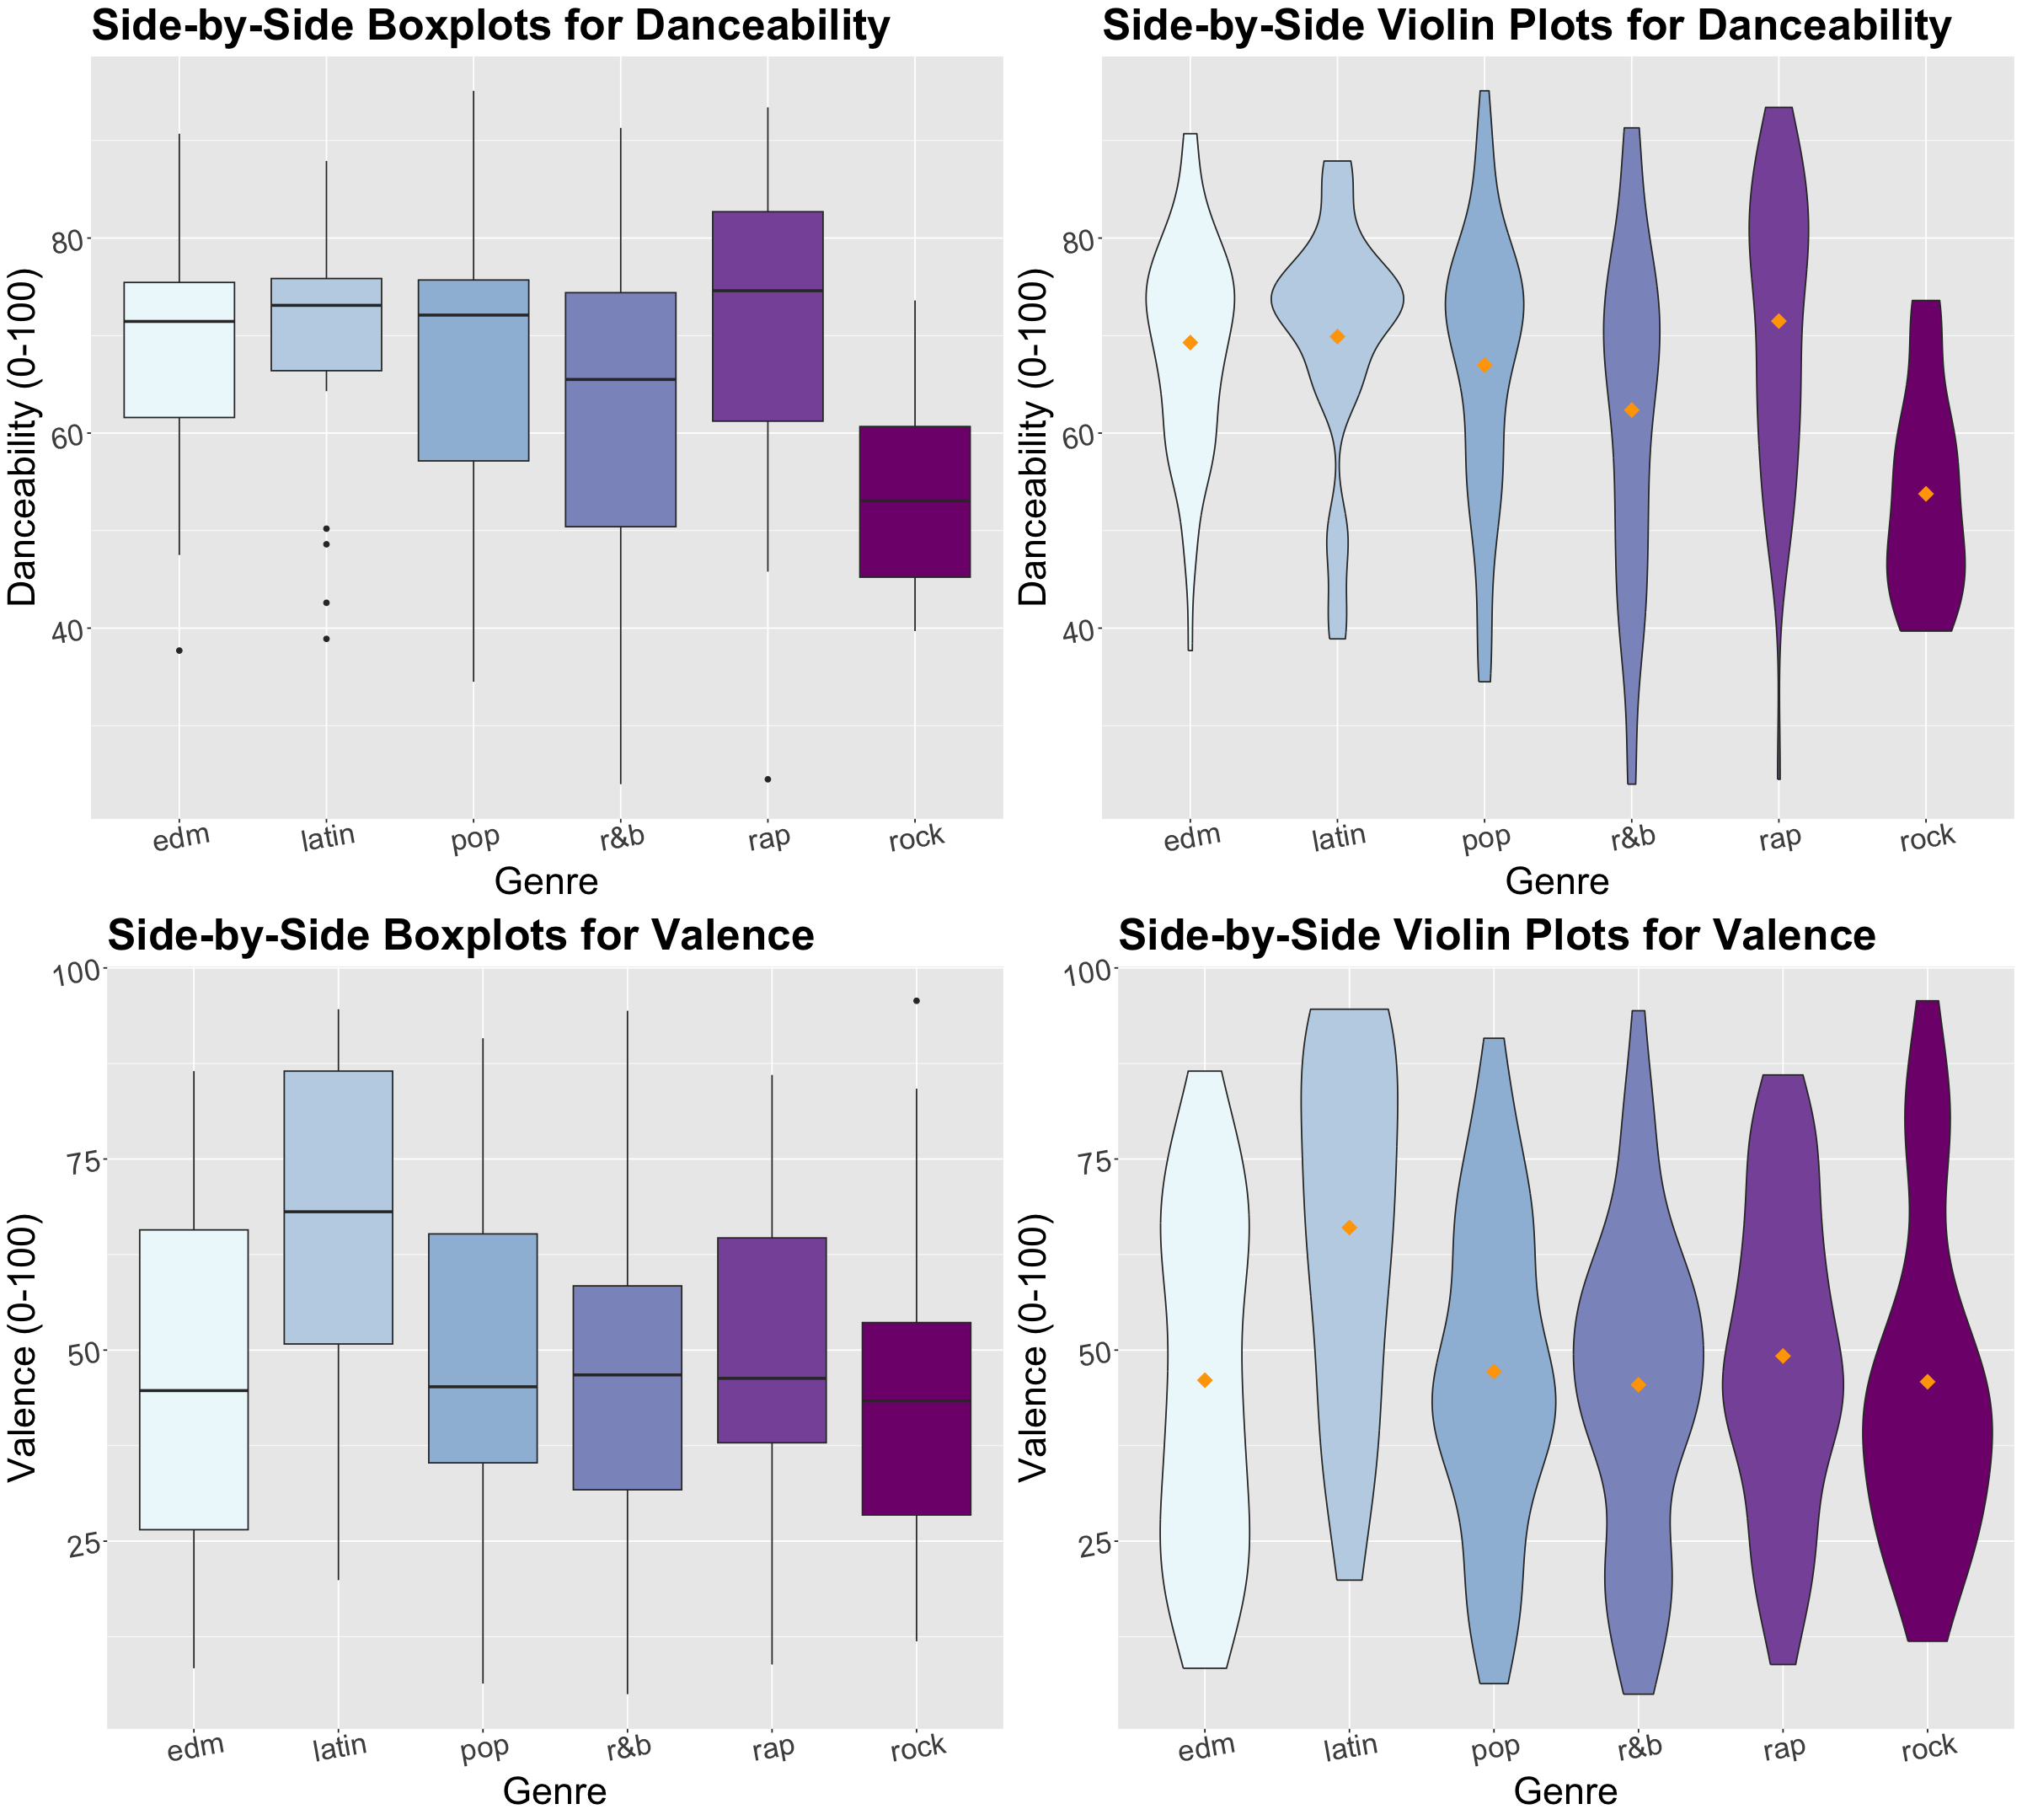 Side-by-Side Boxplots for Danceability
Danceability (0-100)
80
60
40
edm
latin
pop
r&b
rap
rock
Genre
Side-by-Side Violin Plots for Danceability
Danceability (0-100)
80
60
40
edm
latin
pop
r&b
rap
rock
Genre
Side-by-Side Boxplots for Valence
Valence (0-100)
100
75
50
25
edm
latin
pop
r&b
rap
rock
Genre
Side-by-Side Violin Plots for Valence
Valence (0-100)
100
75
50
25
edm
latin
pop
r&b
rap
rock
Genre